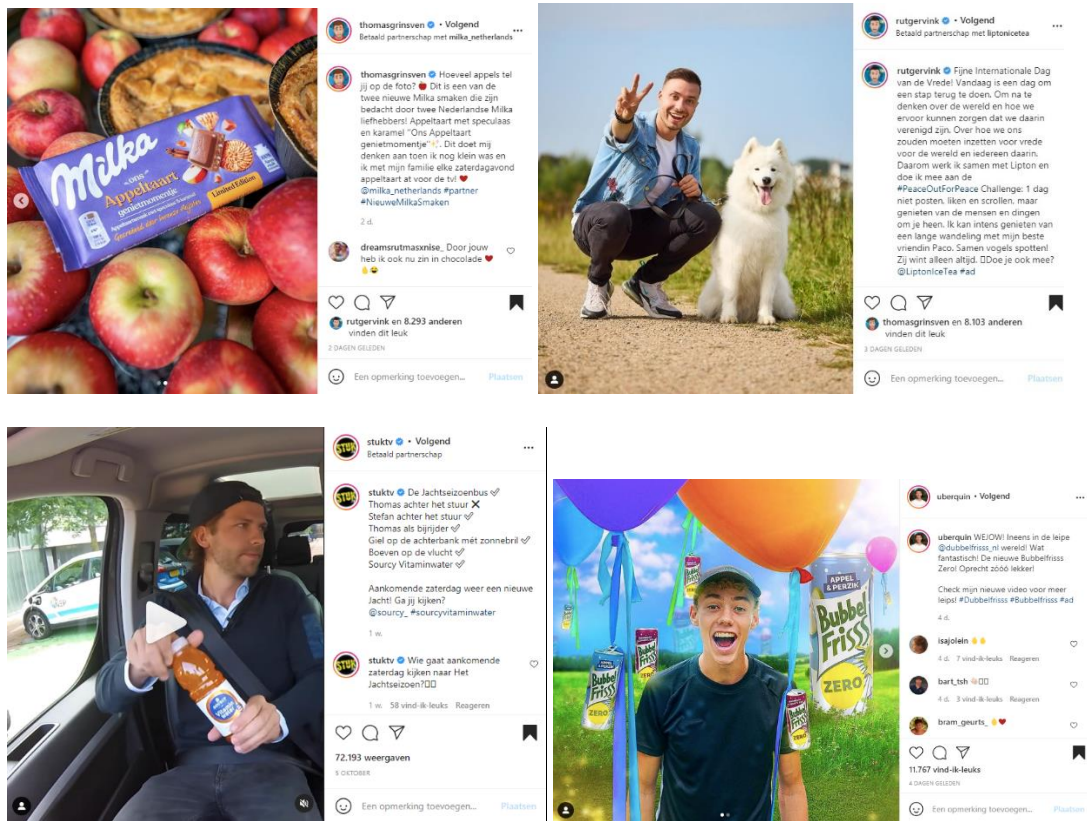 Milka
"ONS"
Appeltaart
genietmomentje
Limited Edition
thomasgrinsven • Volgend
Betaald partnerschap met milka_netherlands
thomasgrinsven Hoeveel appels tel
jij op de foto? 🍎 Dit is een van de
twee nieuwe Milka smaken die zijn
bedacht door twee Nederlandse Milka
liefhebbers! Appeltaart met speculaas
en karamel "Ons Appeltaart
genietmomentje"✨. Dit doet mij
denken aan toen ik nog klein was en
ik met mijn familie elke zaterdagavond
appeltaart at voor de tv! ❤
@milka_netherlands #partner
#NieuweMilkaSmaken
2 d.
dreamsrutmasxnise_ Door jouw
heb ik ook nu zin in chocolade ❤
rutgervink en 8.293 anderen
vinden dit leuk
2 DAGEN GELEDEN
Een opmerking toevoegen... Plaatsen
rutgervink • Volgend
Betaald partnerschap met liptonicetea
rutgervink Fijne Internationale Dag
van de Vrede! Vandaag is een dag om
een stap terug te doen. Om na te
denken over de wereld en hoe we
ervoor kunnen zorgen dat we daarin
verenigd zijn. Over hoe we ons
zouden moeten inzetten voor vrede
voor de wereld en iedereen daarin.
Daarom werk ik samen met Lipton en
doe ik mee aan de
#PeaceOutForPeace Challenge: 1 dag
niet posten, liken en scrollen, maar
genieten van de mensen en dingen
om je heen. Ik kan intens genieten van
een lange wandeling met mijn beste
vriendin Paco. Samen vogels spotten!
Zij wint alleen altijd. ▯Doe je ook mee?
@LiptonIceTea #ad
thomasgrinsven en 8.103 anderen
vinden dit leuk
3 DAGEN GELEDEN
Een opmerking toevoegen... Plaatsen
STUK
stuktv • Volgend
Betaald partnerschap
stuktv De Jachtseizoenbus ✅
Thomas achter het stuur ❌
Stefan achter het stuur ✅
Thomas als bijrijder ✅
Giel op de achterbank mét zonnebril ✅
Boeven op de vlucht ✅
Sourcy Vitaminwater ✅
Aankomende zaterdag weer een nieuwe
Jacht! Ga jij kijken?
@sourcy_ #sourcyvitaminwater
1 w.
stuktv Wie gaat aankomende
zaterdag kijken naar Het
Jachtseizoen?▯▯
1 w. 58 vind-ik-leuks Reageren
72.193 weergaven
5 OKTOBER
Een opmerking toevoegen... Plaatsen
APPEL
& PERZIK
Bubbel
Frisss
ZERO
Bubbel
Frisss
ZERO
uberquin • Volgend
uberquin WEJOW! Ineens in de leipe
@dubbelfrisss_nl wereld! Wat
fantastisch! De nieuwe Bubbelfrisss
Zero! Oprecht zóóó lekker!
Check mijn nieuwe video voor meer
leips! #Dubbelfrisss #Bubbelfrisss #ad
4 d.
isajolein
4 d. 7 vind-ik-leuks Reageren
bart_tsh
4 d. 3 vind-ik-leuks Reageren
bram_geurts_
11.767 vind-ik-leuks
4 DAGEN GELEDEN
Een opmerking toevoegen... Plaatsen